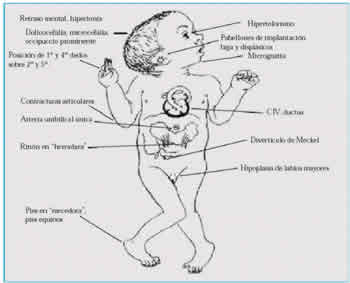 Retraso mental, hipertonía
Dolicocefalia, microcefalia,
occipucio prominente
Posición de 1º y 4º dedos
sobre 2º y 5º
Contracturas articulares
Arteria umbilical única
Riñón en "herradura"
Pies en "mecedora",
pies equinos
Hipertelorismo
Pabellones de implantación
baja y displásicos
Micrognatia
CIV, ductus
Divertículo de Meckel
Hipoplasia de labios mayores